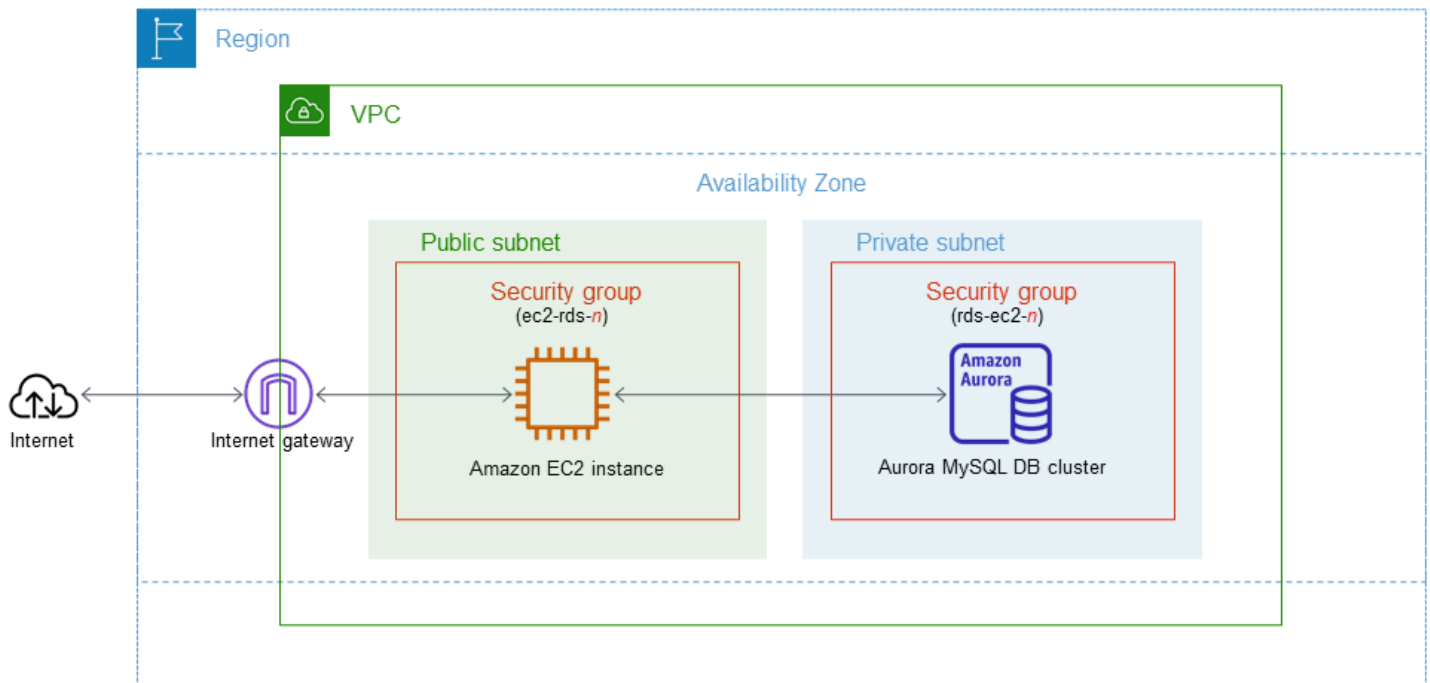 Region
VPC
Availability Zone
Public subnet
Private subnet
Security group
(ec2-rds-n)
Security group
(rds-ec2-n)
Amazon
Aurora
Internet
Internet gateway
Amazon EC2 instance
Aurora MySQL DB cluster